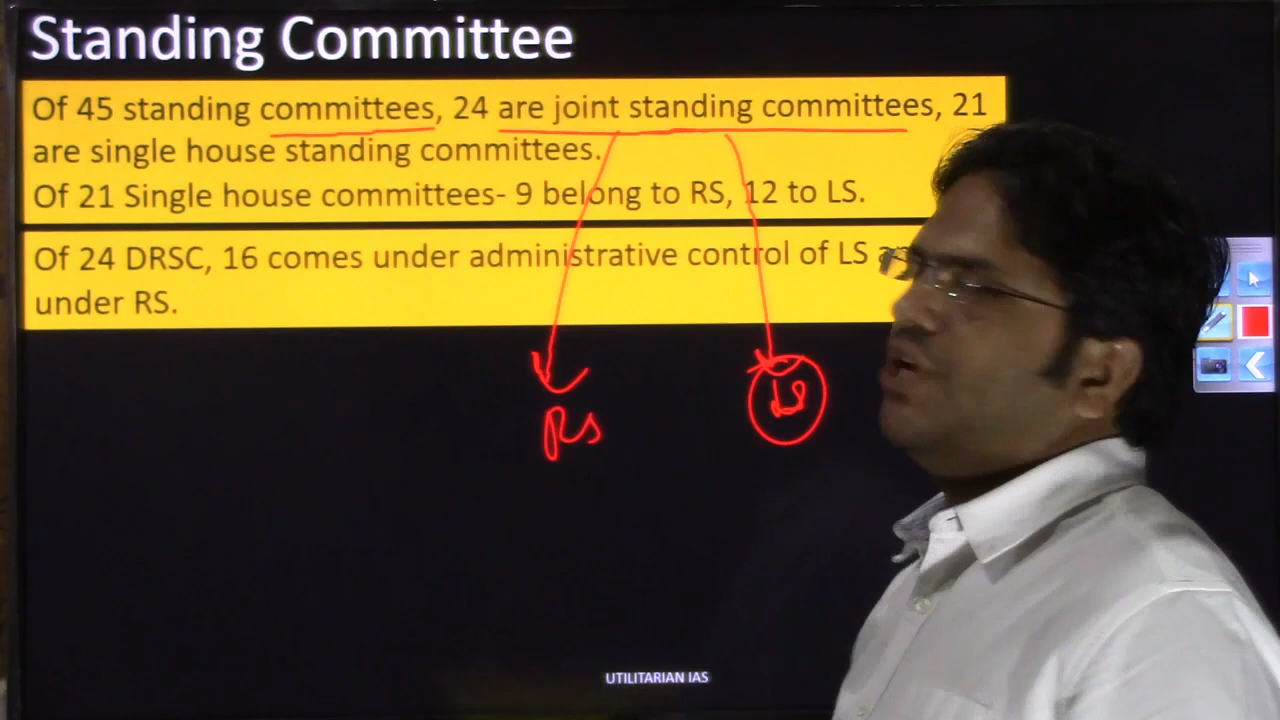 Standing Committee
Of 45 standing committees, 24 are joint standing committees, 21
are single house standing committees.
Of 21 Single house committees- 9 belong to RS, 12 to LS.
Of 24 DRSC, 16 comes under administrative control of LS
under RS.
RS
LS
UTILITARIAN IAS